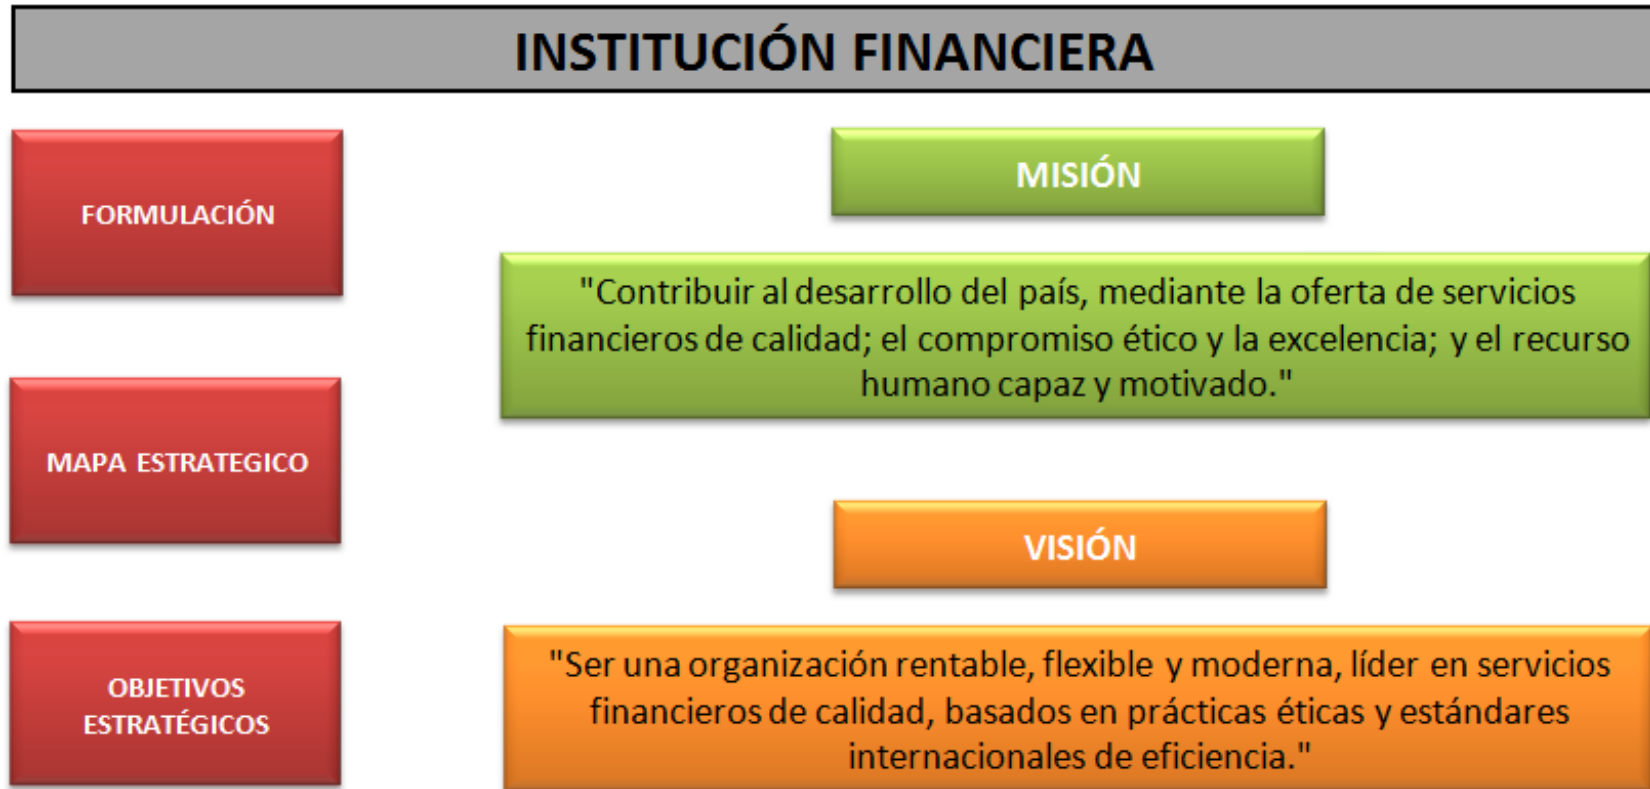 INSTITUCIÓN FINANCIERA
FORMULACIÓN
MAPA ESTRATEGICO
OBJETIVOS
ESTRATÉGICOS
MISIÓN
"Contribuir al desarrollo del país, mediante la oferta de servicios
financieros de calidad; el compromiso ético y la excelencia; y el recurso
humano capaz y motivado."
VISIÓN
"Ser una organización rentable, flexible y moderna, líder en servicios
financieros de calidad, basados en prácticas éticas y estándares
internacionales de eficiencia."